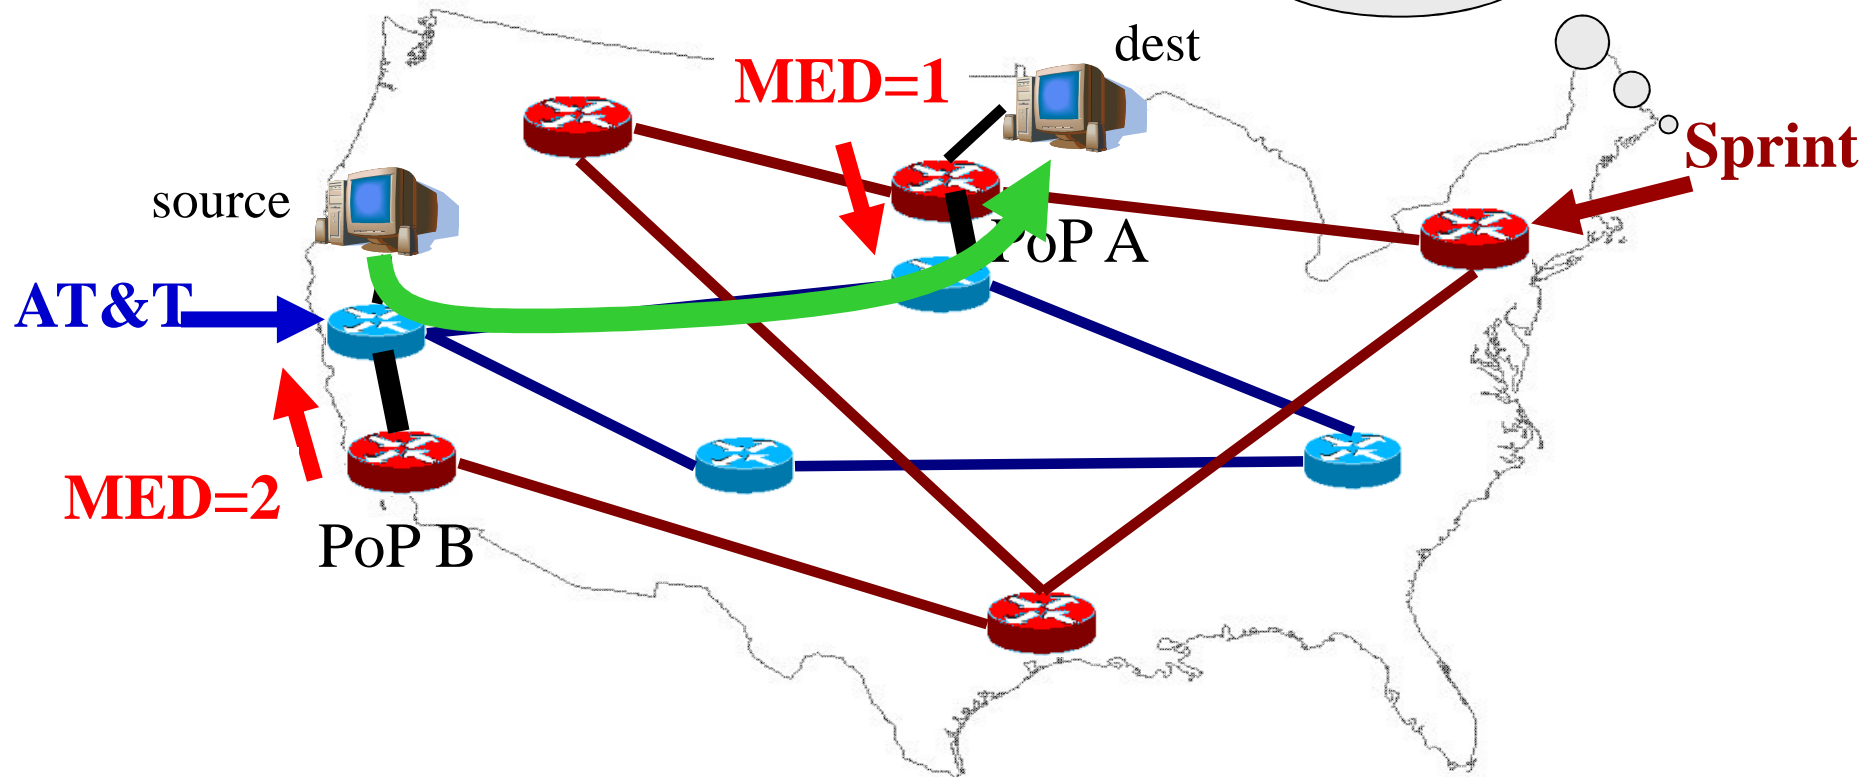 dest
MED=1
Sprint
source
PoP A
AT&T
MED=2
PoP B